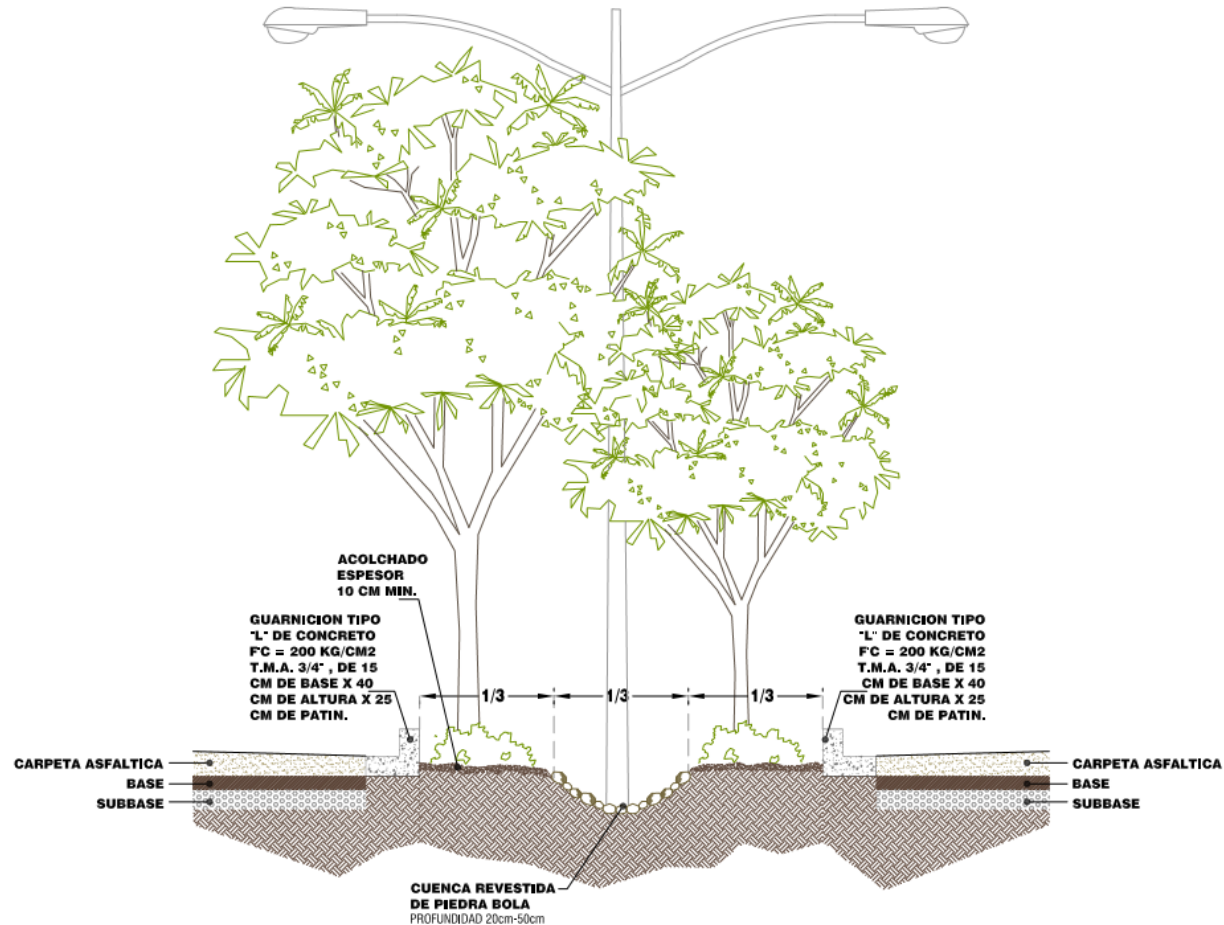 ACOLCHADO
ESPESOR
10 CM MIN.
GUARNICION TIPO
"L" DE CONCRETO
F'C = 200 KG/CM2
T.M.A. 3/4" , DE 15
CM DE BASE X 40
CM DE ALTURA X 25
CM DE PATIN.
GUARNICION TIPO
"L" DE CONCRETO
F'C = 200 KG/CM2
T.M.A. 3/4" , DE 15
CM DE BASE X 40
CM DE ALTURA X 25
CM DE PATIN.
1/3
1/3
1/3
CARPETA ASFALTICA
BASE
SUBBASE
CARPETA ASFALTICA
BASE
SUBBASE
CUENCA REVESTIDA
DE PIEDRA BOLA
PROFUNDIDAD 20cm-50cm